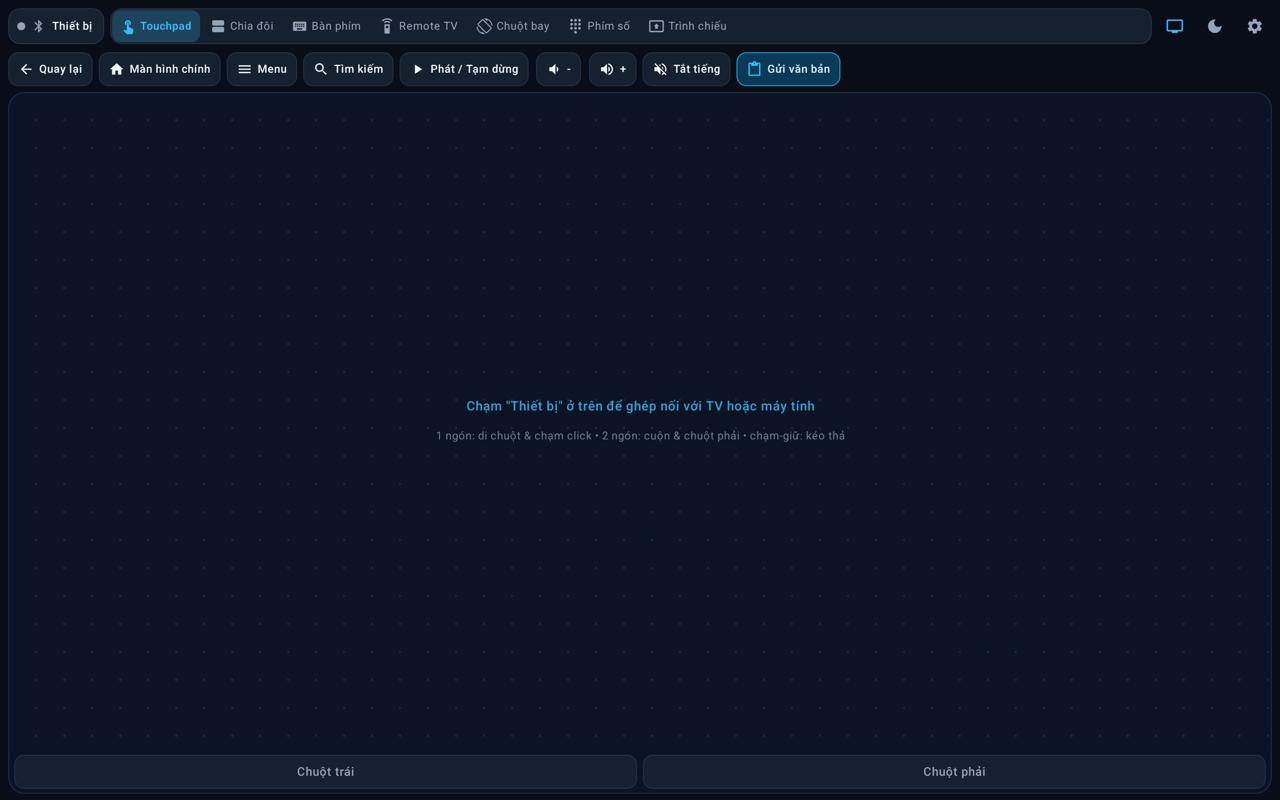 Thiết bị Touchpad Chia đôi Bàn phím Remote TV Chuột bay Phím số Trình chiếu
Quay lại Màn hình chính Menu Tìm kiếm Phát / Tạm dừng - + Tắt tiếng Gửi văn bản
Chạm "Thiết bị" ở trên để ghép nối với TV hoặc máy tính
1 ngón: di chuột & chạm click • 2 ngón: cuộn & chuột phải • chạm-giữ: kéo thả
Chuột trái Chuột phải